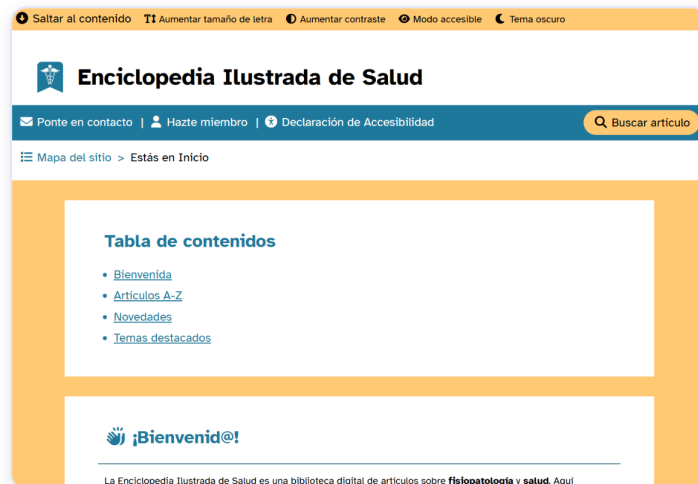 Saltar al contenido Aumentar tamaño de letra Aumentar contraste Modo accesible Tema oscuro
Enciclopedia Ilustrada de Salud
Ponte en contacto | Hazte miembro | Declaración de Accesibilidad Buscar artículo
Mapa del sitio > Estás en Inicio
Tabla de contenidos
• Bienvenida
• Artículos A-Z
• Novedades
• Temas destacados
¡Bienvenid@!
La Enciclopedia Ilustrada de Salud es una biblioteca digital de artículos sobre fisiopatología y salud. Aquí